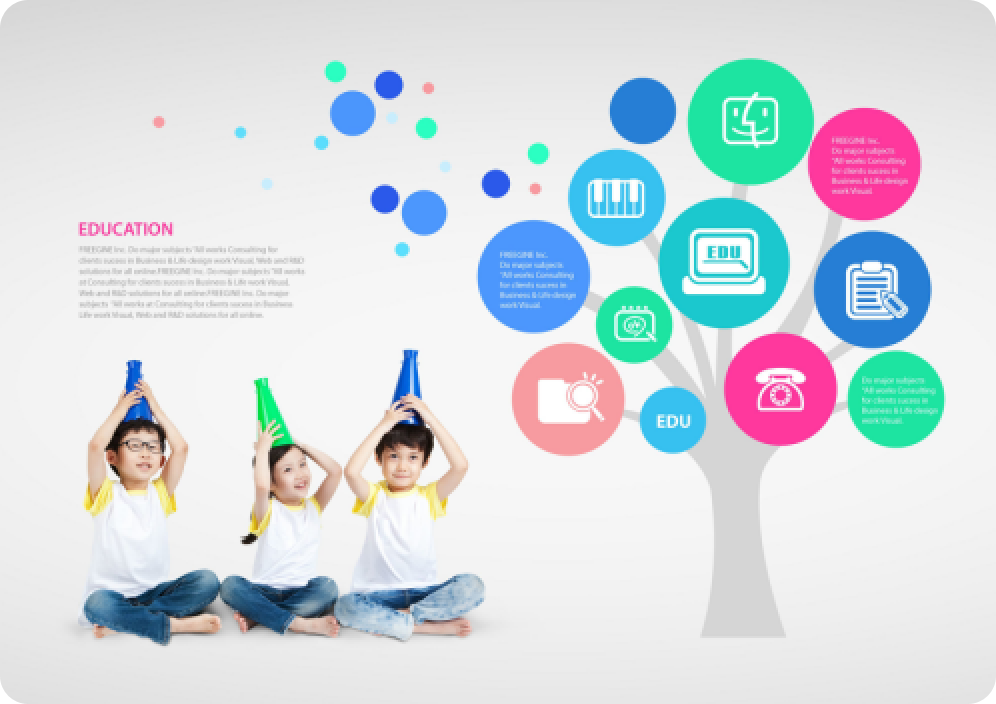 EDUCATION
FREEGINE Inc. Do major subjects "All works Consulting for
clients sucess in Business & Life design work Visual, Web and R&D
solutions for all online.FREEGINE Inc. Do major subjects "All works
at Consulting for clients sucess in Business & Life work Visual,
Web and R&D solutions for all online.FREEGINE Inc. Do major
subjects "All works at Consulting for clients sucess in Business
Life work Visual, Web and R&D solutions for all online.
FREEGINE Inc.
Do major subjects
"All works Consulting
for clients sucess in
Business & Life design
work Visual.
EDU
FREEGINE Inc.
Do major subjects
"All works Consulting
for clients sucess in
Business & Life design
work Visual.
EDU
Do major subjects
"All works Consulting
for clients sucess in
Business & Life design
work Visual.